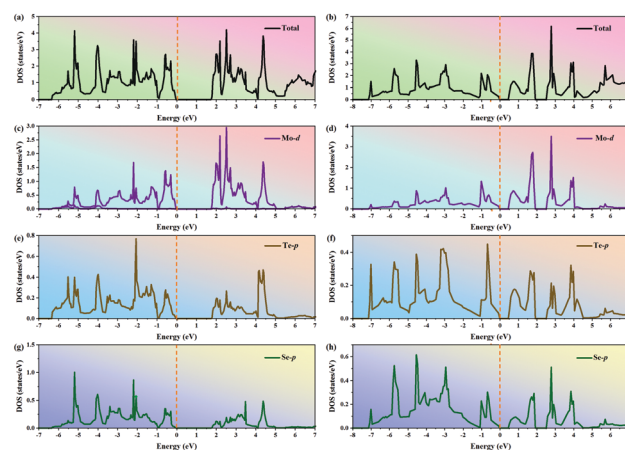 (a)
Total
DOS (states/eV)
5
4
3
2
1
0
-7 -6 -5 -4 -3 -2 -1 0 1 2 3 4 5 6 7
Energy (eV)
(b)
Total
DOS (states/eV)
7
6
5
4
3
2
1
0
-7 -6 -5 -4 -3 -2 -1 0 1 2 3 4 5 6
Energy (eV)
(c)
Mo-d
DOS (states/eV)
3.0
2.5
2.0
1.5
1.0
0.5
0.0
-7 -6 -5 -4 -3 -2 -1 0 1 2 3 4 5 6 7
Energy (eV)
(d)
Mo-d
DOS (states/eV)
4
3
2
1
0
-7 -6 -5 -4 -3 -2 -1 0 1 2 3 4 5 6
Energy (eV)
(e)
Te-p
DOS (states/eV)
0.8
0.6
0.4
0.2
0.0
-7 -6 -5 -4 -3 -2 -1 0 1 2 3 4 5 6 7
Energy (eV)
(f)
Te-p
DOS (states/eV)
0.4
0.2
0.0
-7 -6 -5 -4 -3 -2 -1 0 1 2 3 4 5 6
Energy (eV)
(g)
Se-p
DOS (states/eV)
1.5
1.0
0.5
0.0
-7 -6 -5 -4 -3 -2 -1 0 1 2 3 4 5 6 7
Energy (eV)
(h)
Se-p
DOS (states/eV)
0.6
0.4
0.2
0.0
-7 -6 -5 -4 -3 -2 -1 0 1 2 3 4 5 6
Energy (eV)